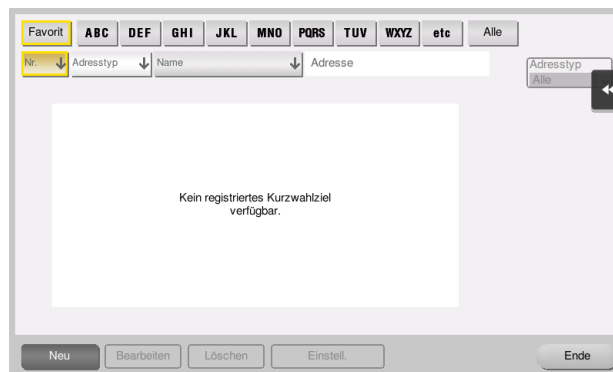 Favorit ABC DEF GHI JKL MNO PQRS TUV WXYZ etc Alle
Nr. Adresstyp Name Adresse
Adresstyp
Alle
Kein registriertes Kurzwahlziel
verfügbar.
Neu Bearbeiten Löschen Einstell. Ende